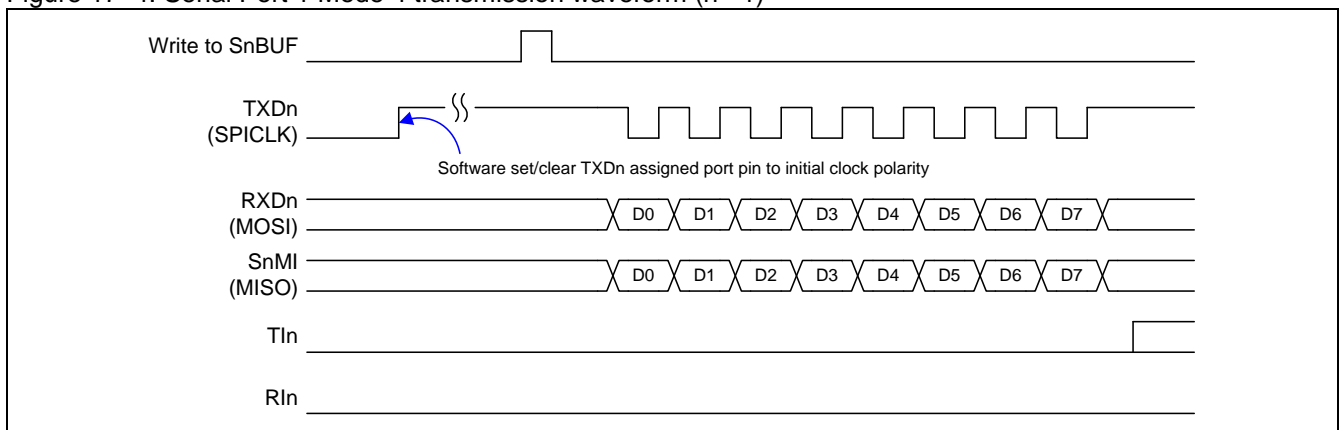 Write to SnBUF
TXDn
(SPICLK)
Software set/clear TXDn assigned port pin to initial clock polarity
RXDn
(MOSI)
D0 D1 D2 D3 D4 D5 D6 D7
SnMI
(MISO)
D0 D1 D2 D3 D4 D5 D6 D7
TIn
RIn